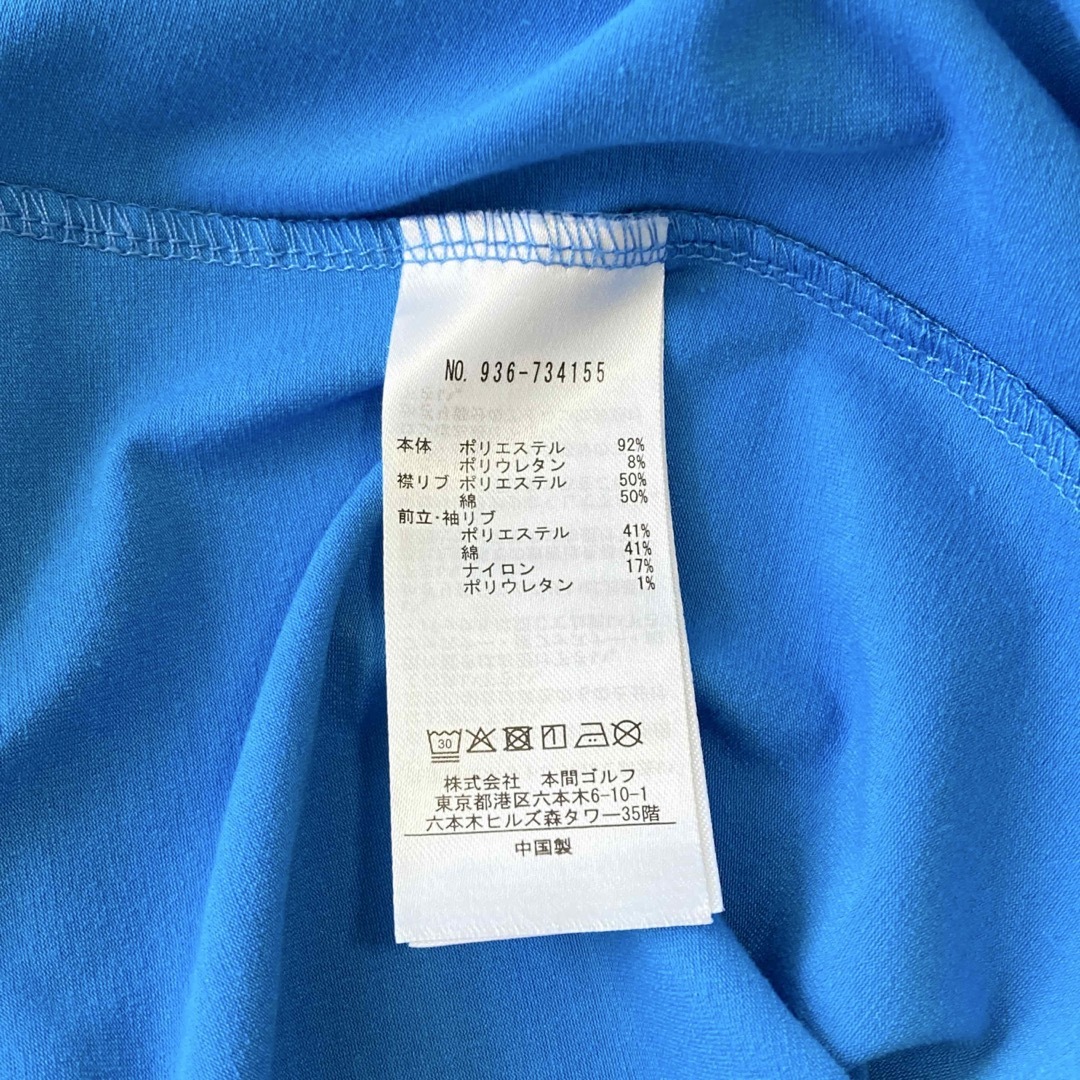 NO. 936-734155
本体 ポリエステル 92%
ポリウレタン 8%
襟リブ ポリエステル 50%
綿 50%
前立・袖リブ
ポリエステル 41%
綿 41%
ナイロン 17%
ポリウレタン 1%
30
株式会社 本間ゴルフ
東京都港区六本木6-10-1
六本木ヒルズ森タワー35階
中国製